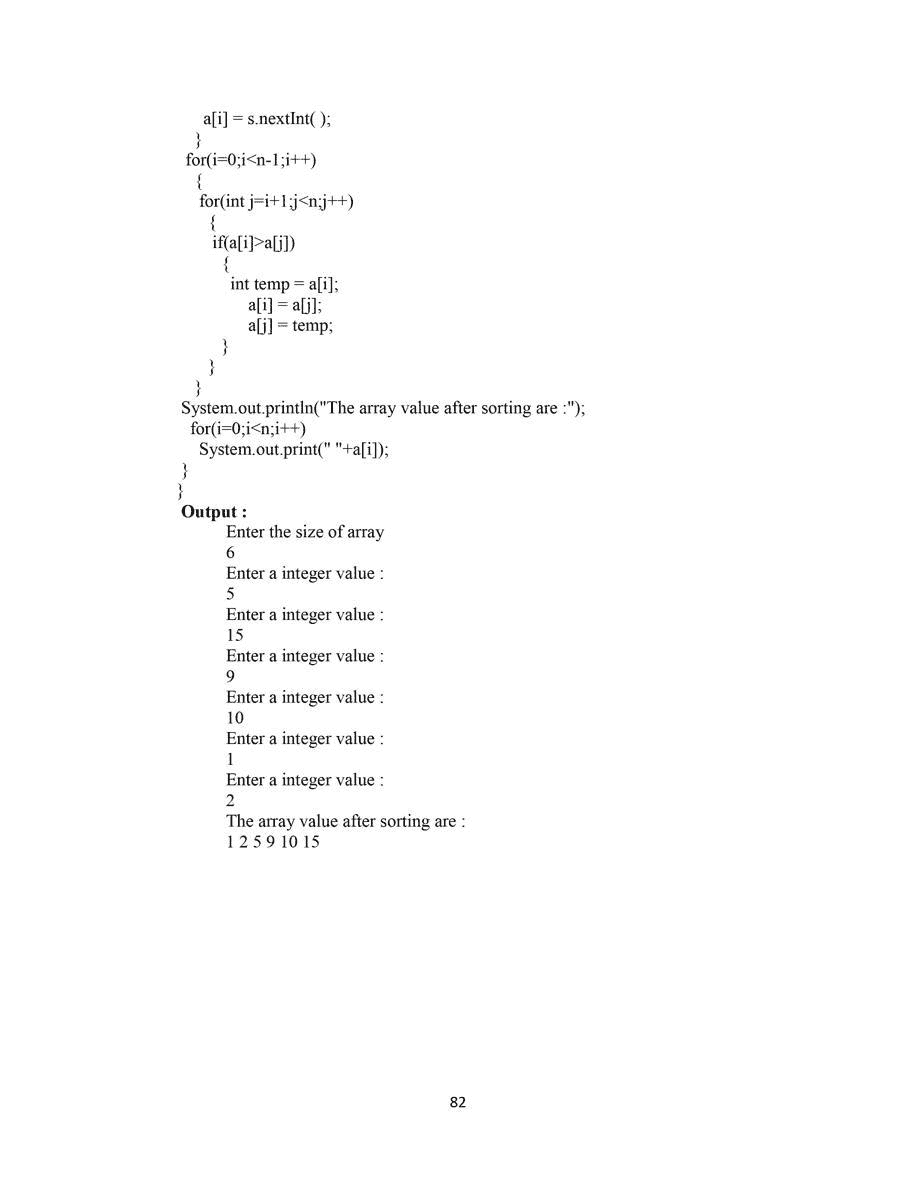 a[i] = s.nextInt( );
}
for(i=0;i<n-1;i++)
{
for(int j=i+1;j<n;j++)
{
if(a[i]>a[j])
{
int temp = a[i];
a[i] = a[j];
a[j] = temp;
}
}
}
System.out.println("The array value after sorting are :");
for(i=0;i<n;i++)
System.out.print(" "+a[i]);
}
}
Output :
Enter the size of array
6
Enter a integer value :
5
Enter a integer value :
15
Enter a integer value :
9
Enter a integer value :
10
Enter a integer value :
1
Enter a integer value :
2
The array value after sorting are :
1 2 5 9 10 15
82